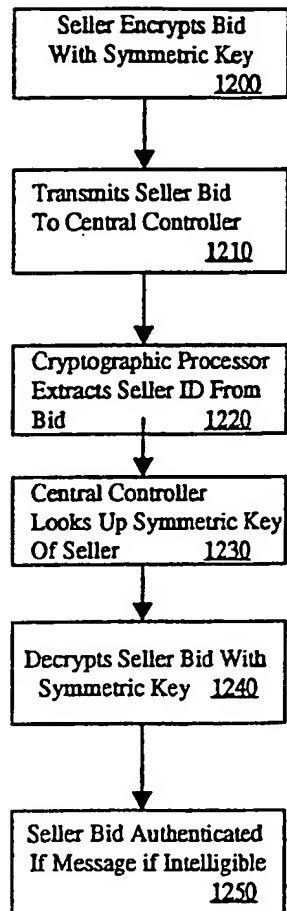 Seller Encrypts Bid
With Symmetric Key
1200
Transmits Seller Bid
To Central Controller
1210
Cryptographic Processor
Extracts Seller ID From
Bid 1220
Central Controller
Looks Up Symmetric Key
Of Seller 1230
Decrypts Seller Bid With
Symmetric Key 1240
Seller Bid Authenticated
If Message if Intelligible
1250